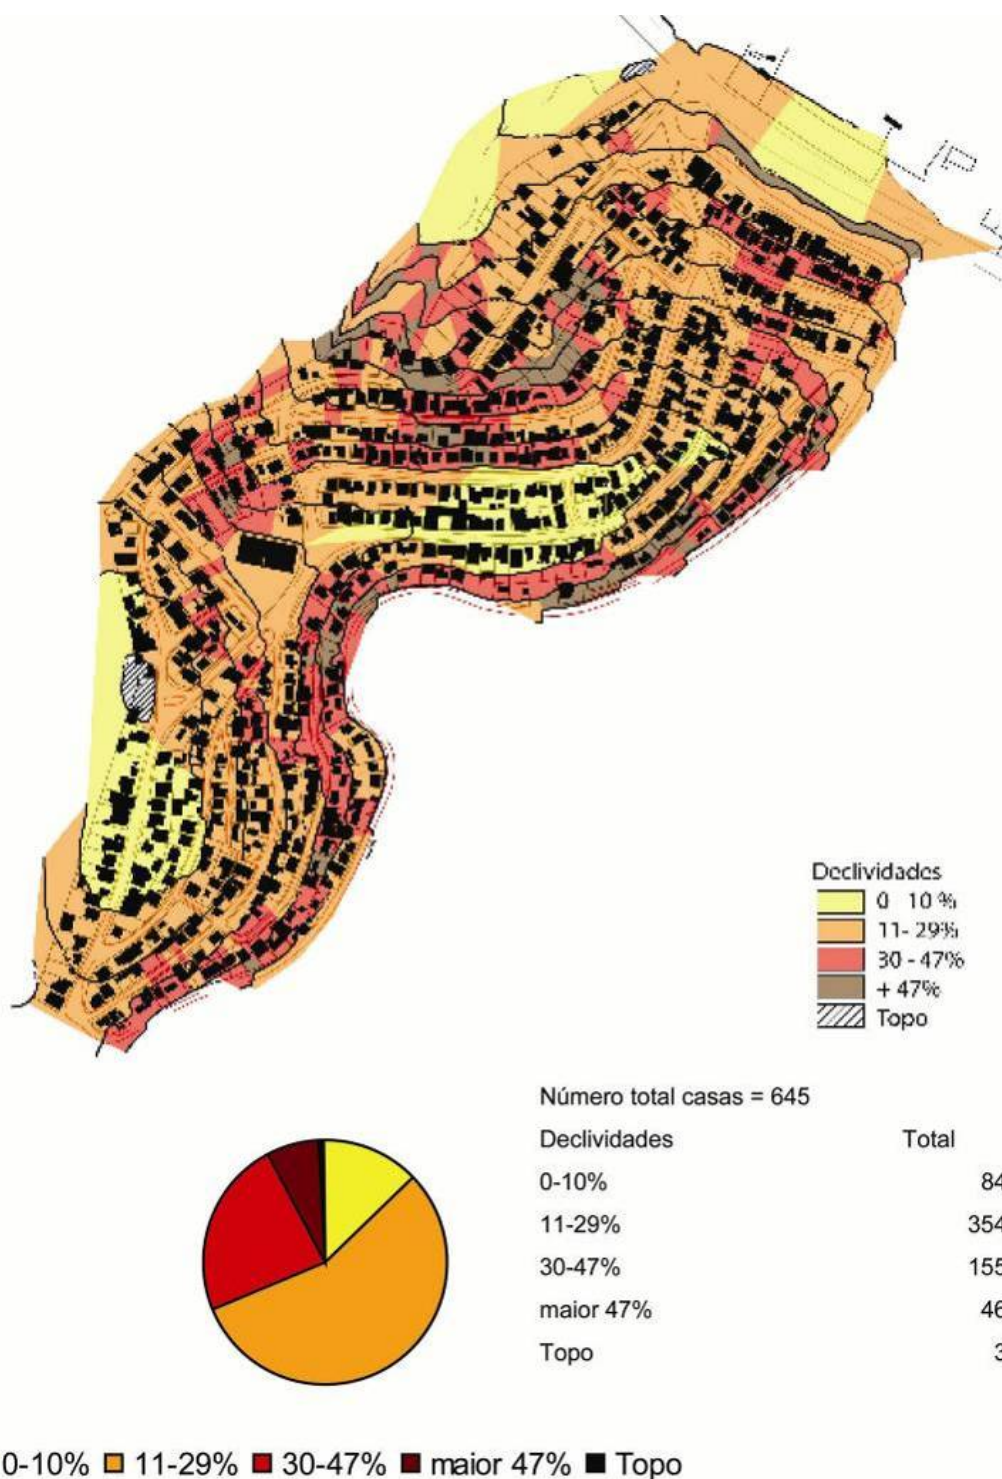 Declividades
0 10 %
11- 29%
30 - 47%
+ 47%
Topo
Número total casas = 645
Declividades Total
0-10% 84
11-29% 354
30-47% 155
maior 47% 46
Topo 3
0-10% 11-29% 30-47% maior 47% Topo